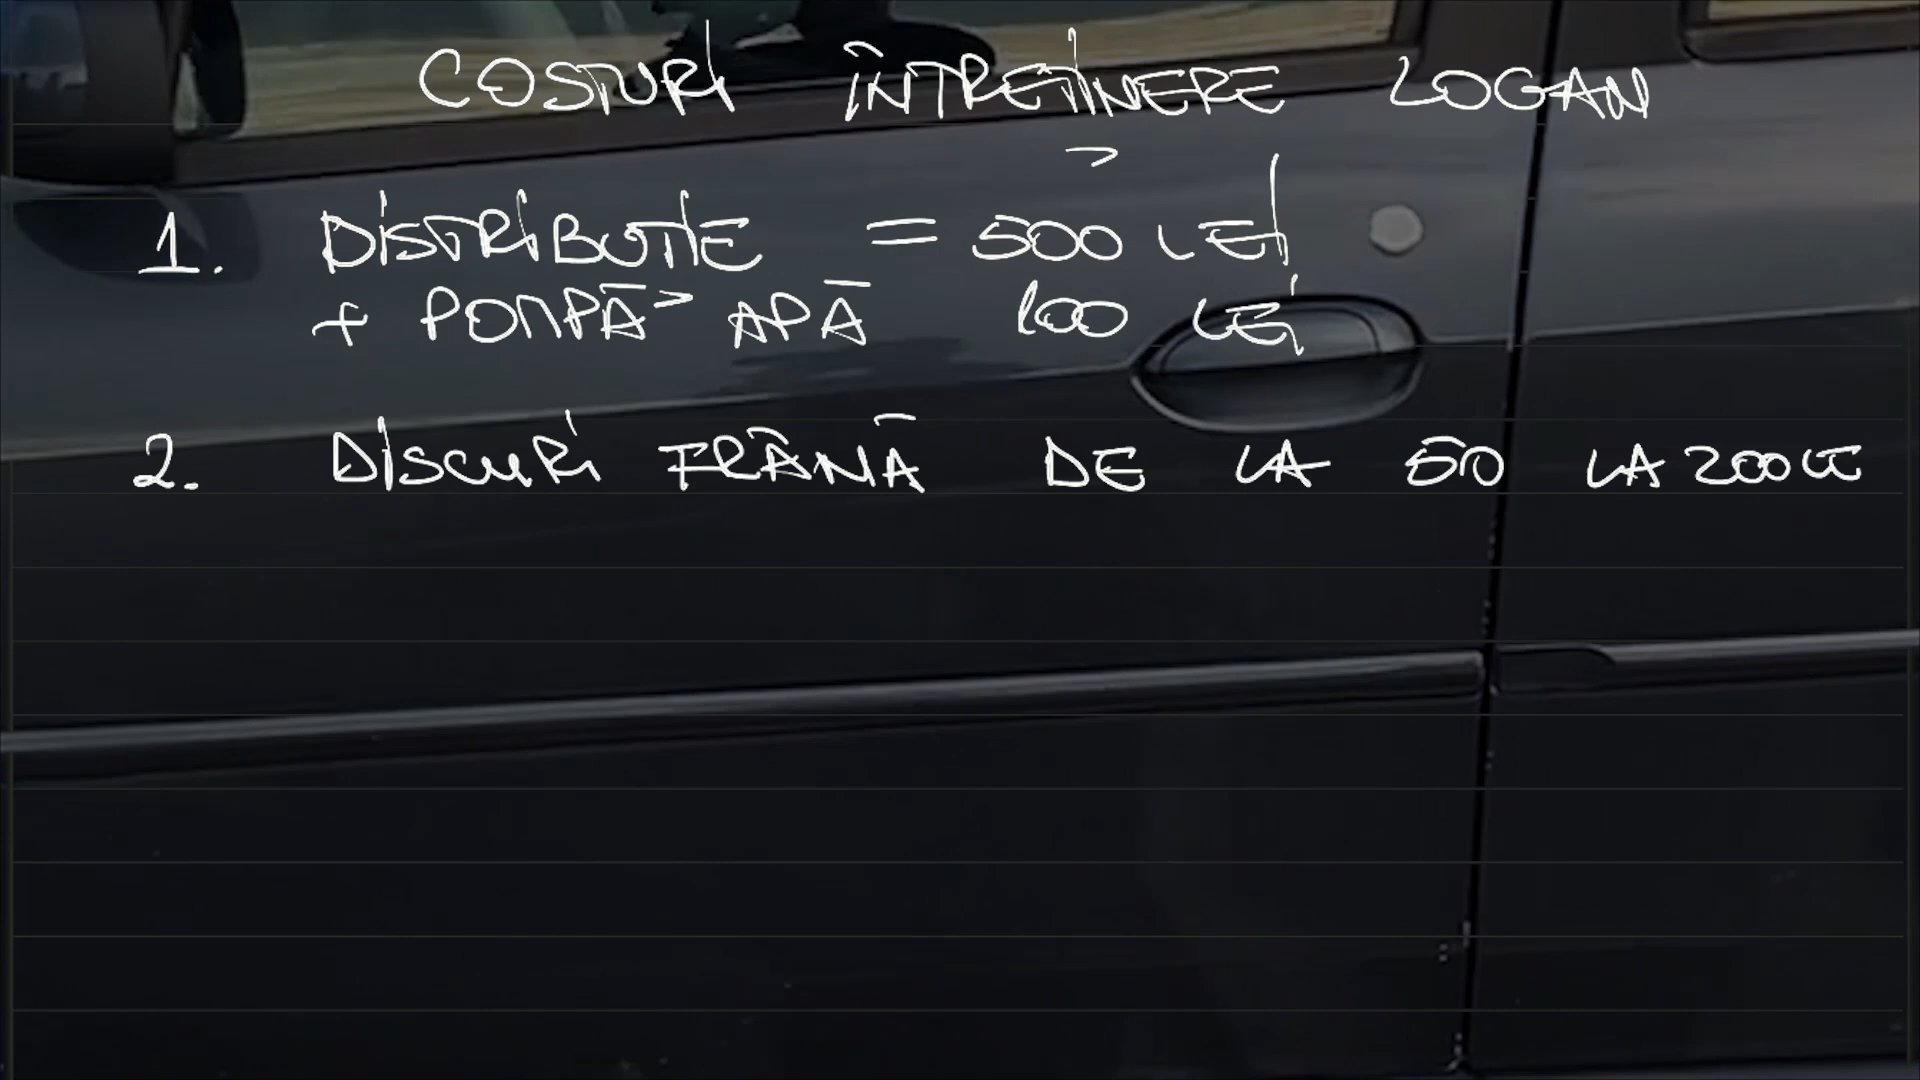 COSTURI ÎNTREȚINERE LOGAN
1. DISTRIBUȚIE = 500 LEI
+ POMPĂ APĂ 100 LEI
2. DISCURI FRÂNĂ DE LA 50 LA 200 LEI